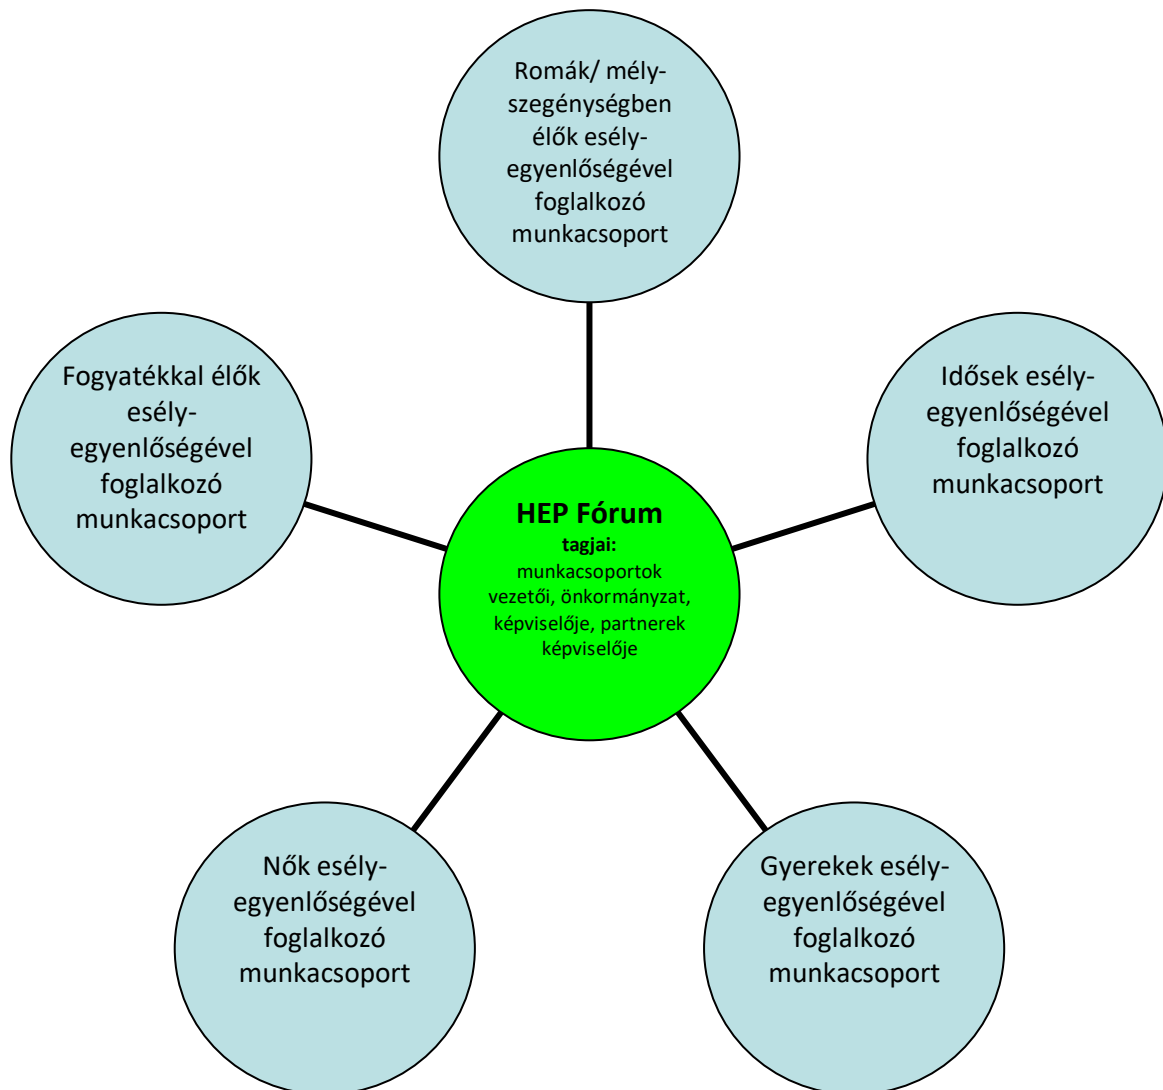 Romák/ mély-
szegénységben
élők esély-
egyenlőségével
foglalkozó
munkacsoport
Fogyatékkal élők
esély-
egyenlőségével
foglalkozó
munkacsoport
Idősek esély-
egyenlőségével
foglalkozó
munkacsoport
HEP Fórum
tagjai:
munkacsoportok
vezetői, önkormányzat,
képviselője, partnerek
képviselője
Nők esély-
egyenlőségével
foglalkozó
munkacsoport
Gyerekek esély-
egyenlőségével
foglalkozó
munkacsoport